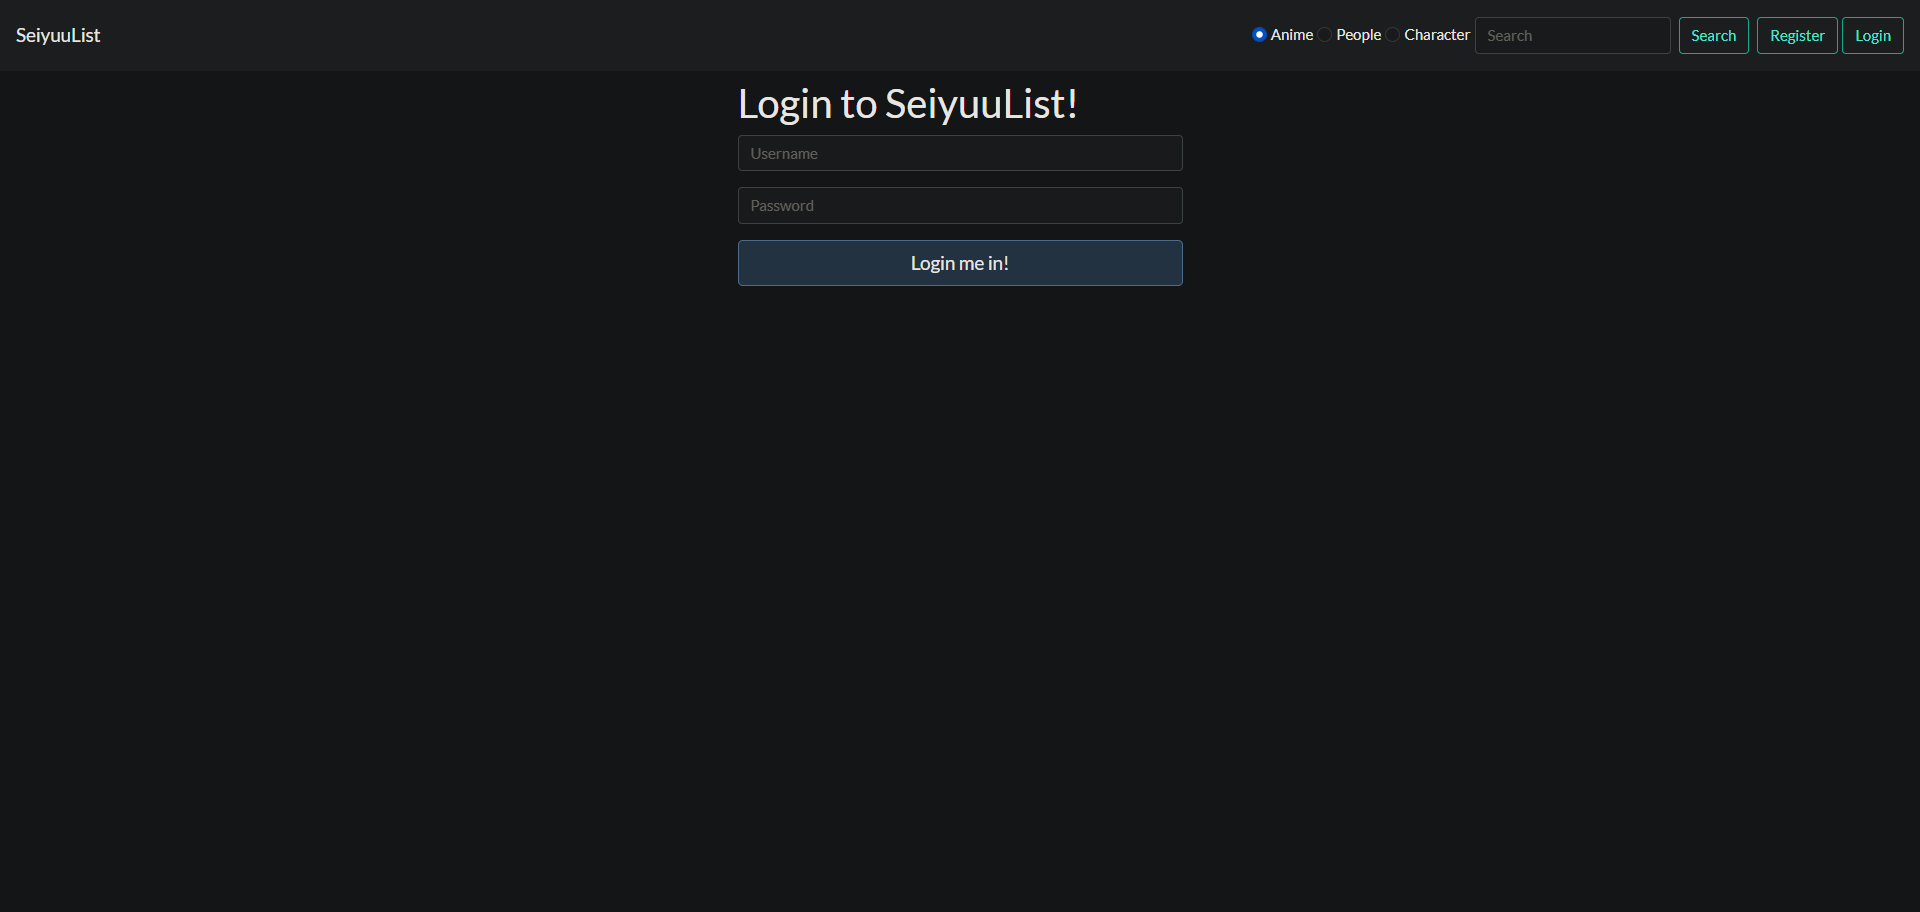 SeiyuuList Anime People Character Search Search Register Login
Login to SeiyuuList!
Username
Password
Login me in!